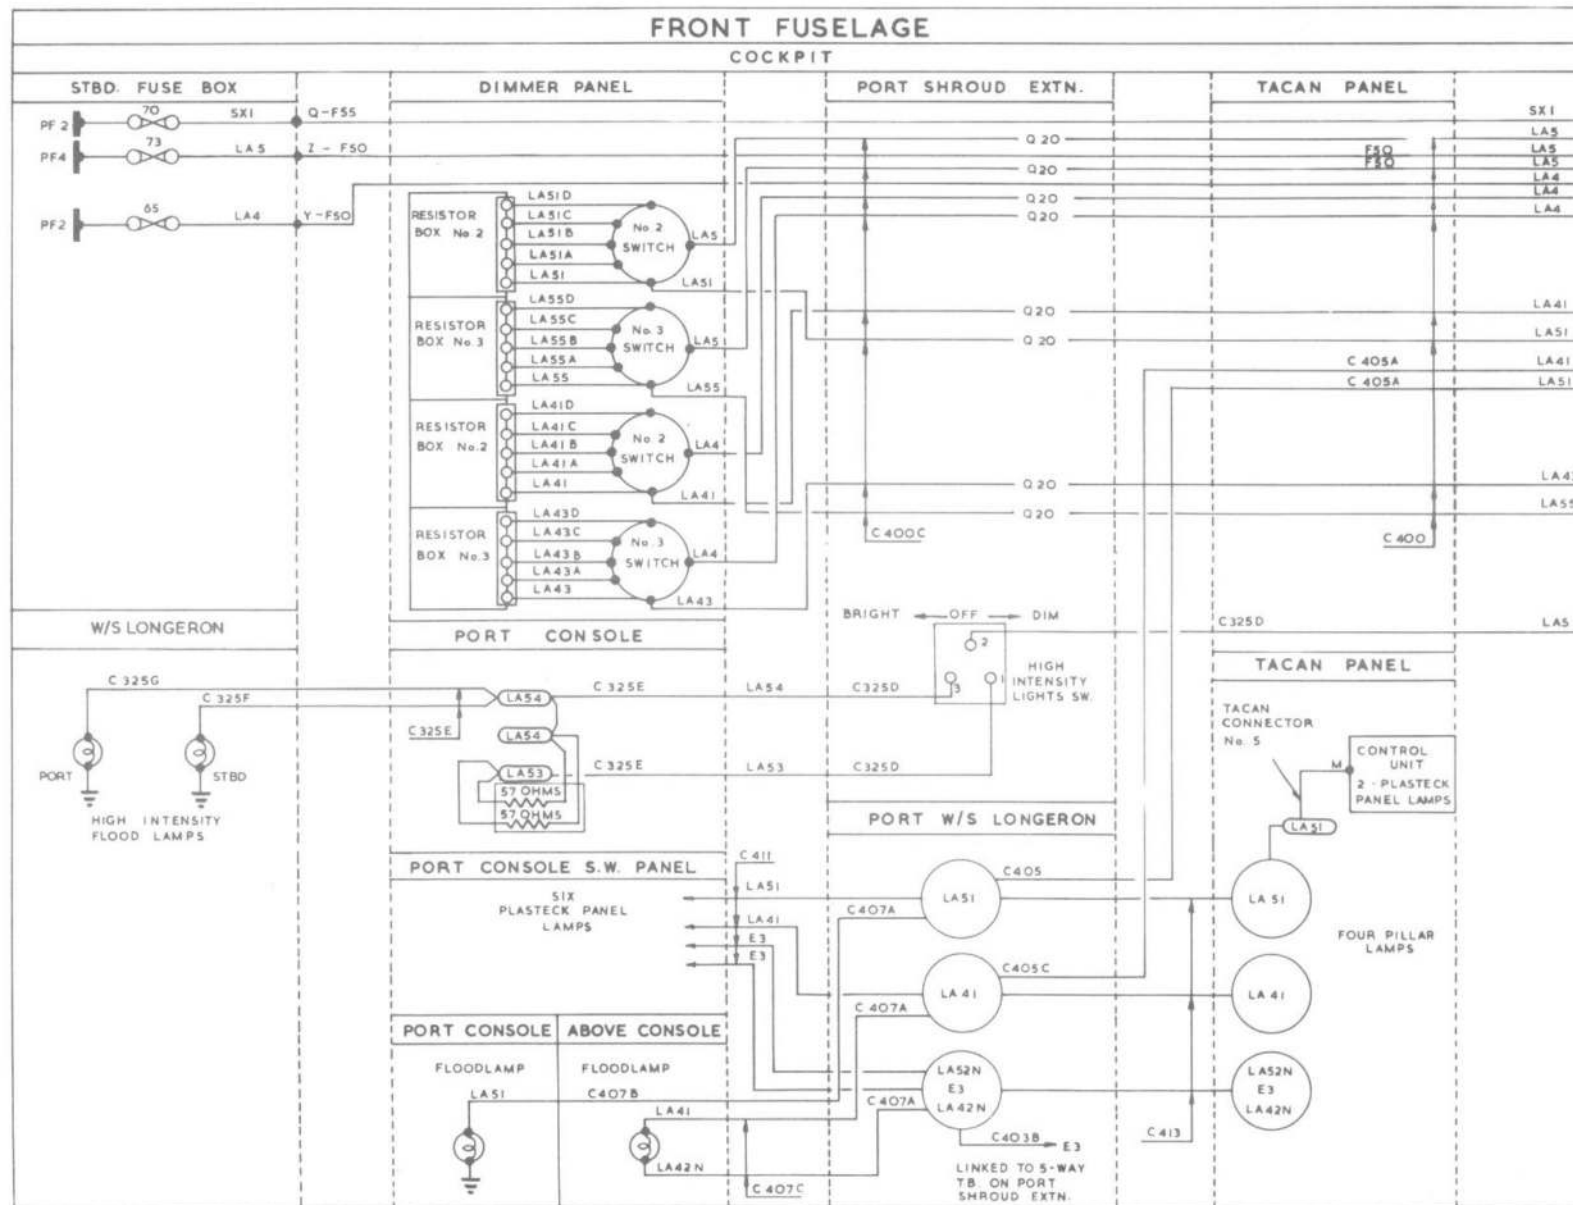 FRONT FUSELAGE
COCKPIT
STBD. FUSE BOX
DIMMER PANEL
PORT SHROUD EXTN.
TACAN PANEL
PF 2
70
SX1
Q-F55
SX1
PF4
73
LA5
Z - F50
PF2
65
LA4
Y-F50
Q 20
Q 20
Q 20
Q 20
F50
F50
LA5
LA5
LA5
LA4
LA4
LA4
RESISTOR
BOX No.2
LA51D
LA51C
LA51B
LA51A
LA51
No.2
SWITCH
LA5
LA51
RESISTOR
BOX No.3
LA55D
LA55C
LA55B
LA55A
LA55
No.3
SWITCH
LA5
LA55
RESISTOR
BOX No.2
LA41D
LA41C
LA41B
LA41A
LA41
No.2
SWITCH
LA4
LA41
RESISTOR
BOX No.3
LA43D
LA43C
LA43B
LA43A
LA43
No.3
SWITCH
LA4
LA43
Q 20
LA41
Q 20
LA51
C 405A
LA41
C 405A
LA51
Q 20
Q 20
LA55
C 400C
C 400
W/S LONGERON
C 325G
C 325F
C325E
PORT
STBD
HIGH INTENSITY
FLOOD LAMPS
PORT CONSOLE
LA54
C 325E
LA54
C325D
LA54
LA53
C 325E
LA53
C 325D
57 OHMS
57 OHMS
BRIGHT
OFF
DIM
2
3
1
HIGH
INTENSITY
LIGHTS SW.
C325D
LA5
TACAN PANEL
TACAN
CONNECTOR
No. 5
M
CONTROL
UNIT
2 - PLASTECK
PANEL LAMPS
LA51
LA 51
FOUR PILLAR
LAMPS
LA 41
LA52N
E3
LA42N
PORT CONSOLE S.W. PANEL
SIX
PLASTECK PANEL
LAMPS
C 411
LA51
LA41
E3
E3
PORT W/S LONGERON
LA51
C405
C407A
LA 41
C405C
C 407A
LA52N
E3
LA42N
C407A
C403B
E3
C413
LINKED TO 5-WAY
TB. ON PORT
SHROUD EXTN.
PORT CONSOLE
ABOVE CONSOLE
FLOODLAMP
FLOODLAMP
LA51
C407B
LA41
LA42N
C 407C